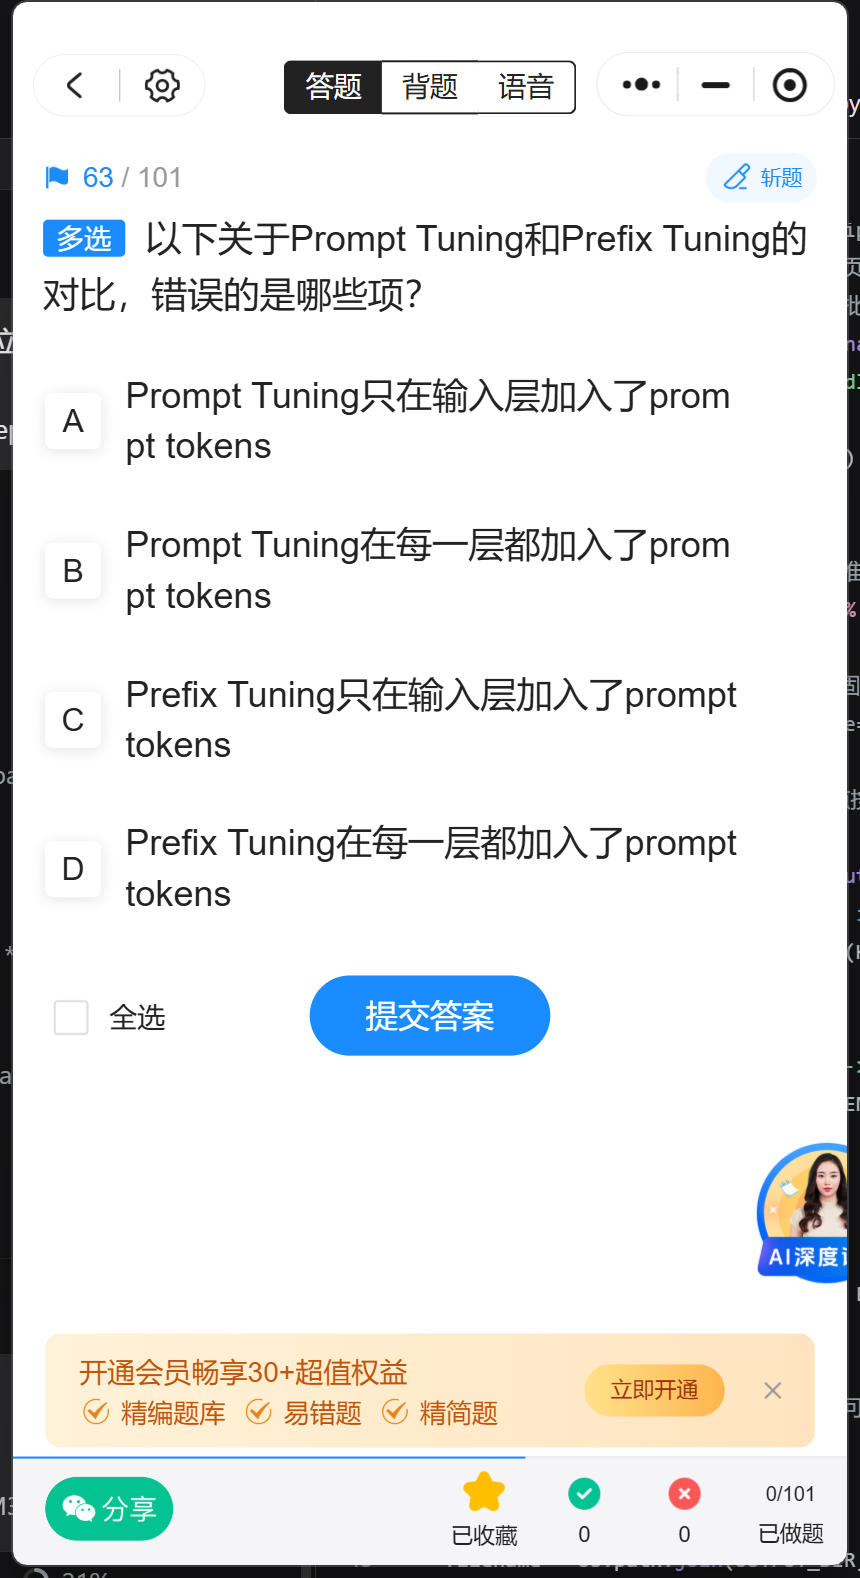 答题 背题 语音
63 / 101
斩题
多选 以下关于Prompt Tuning和Prefix Tuning的
对比，错误的是哪些项？
A
Prompt Tuning只在输入层加入了prom
pt tokens
B
Prompt Tuning在每一层都加入了prom
pt tokens
C
Prefix Tuning只在输入层加入了prompt
tokens
D
Prefix Tuning在每一层都加入了prompt
tokens
全选
提交答案
AI深度
开通会员畅享30+超值权益
精编题库 易错题 精简题
立即开通
分享
已收藏
0
0
0/101
已做题